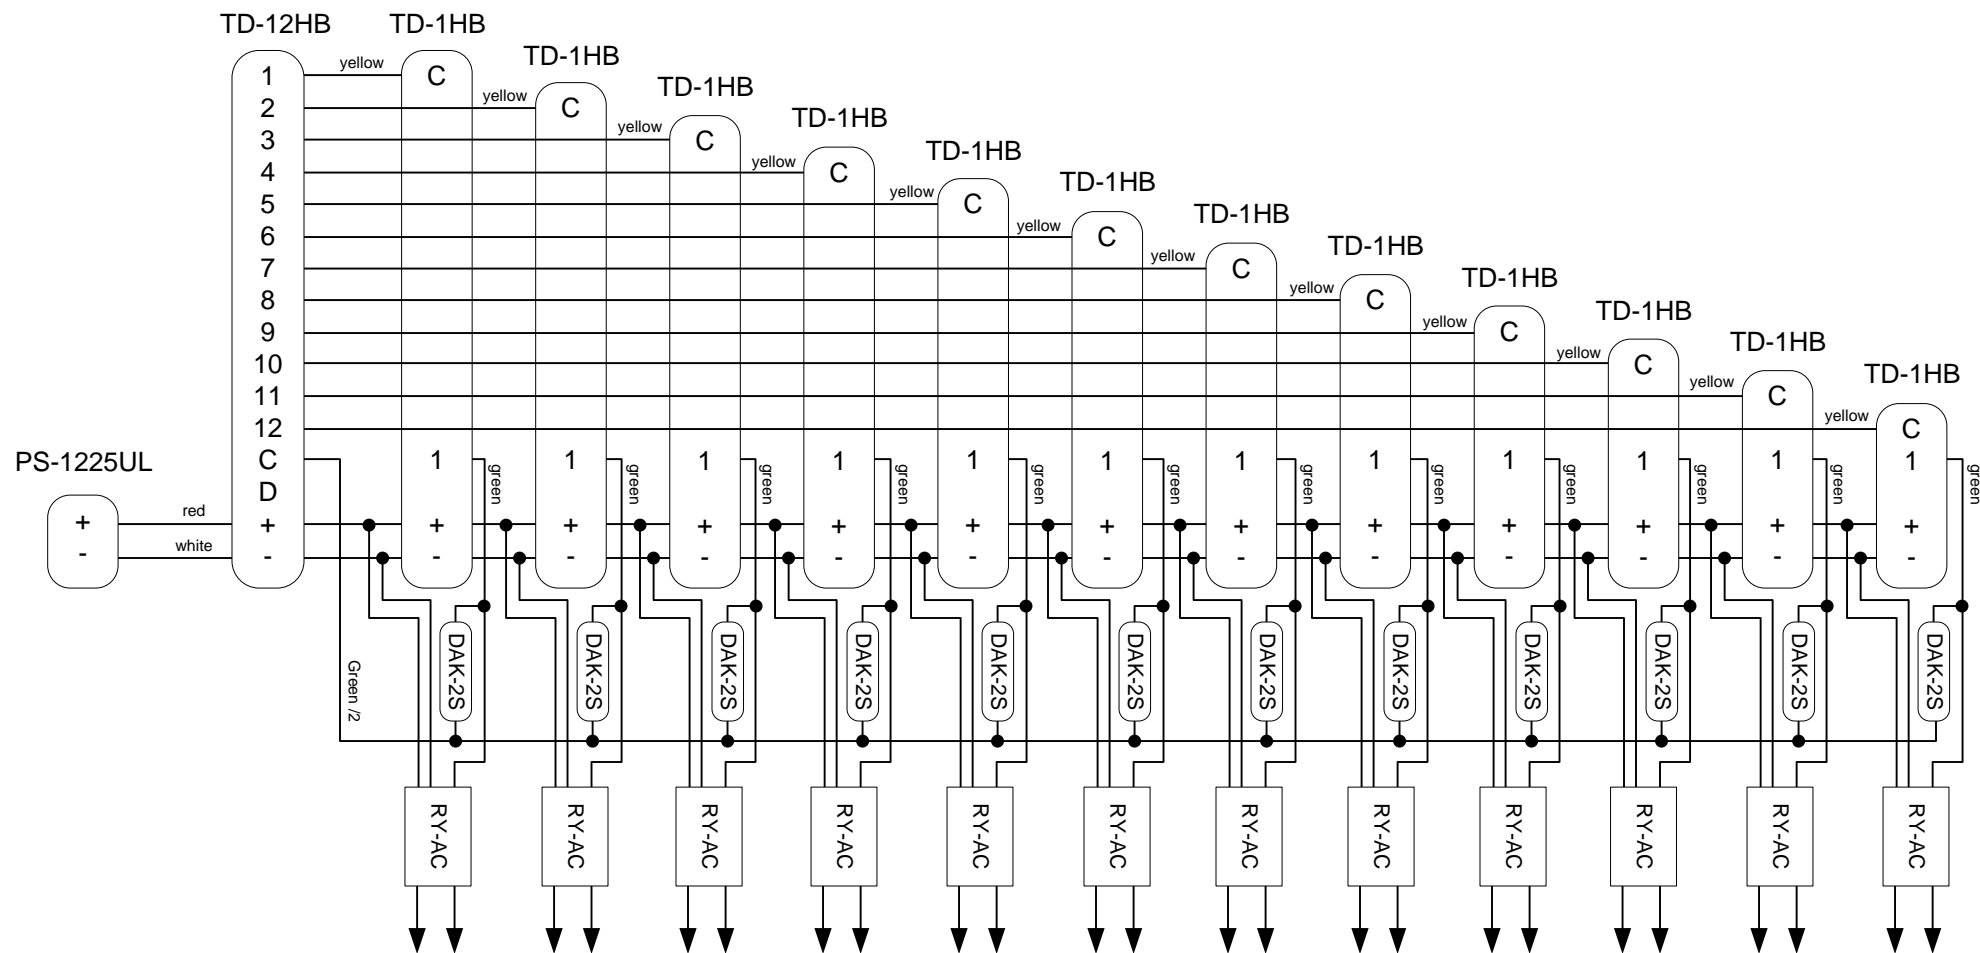 TD-12HB TD-1HB
TD-1HB
TD-1HB
TD-1HB
TD-1HB
TD-1HB
TD-1HB
TD-1HB
TD-1HB
TD-1HB
TD-1HB
TD-1HB
1 yellow C
2 yellow C
3 yellow C
4 yellow C
5 yellow C
6 yellow C
7 yellow C
8 yellow C
9 yellow C
10 yellow C
11 yellow C
12 yellow C
PS-1225UL C 1 1 1 1 1 1 1 1 1 1 1 1
green green green green green green green green green green green green
D
+ red + + + + + + + + + + + + +
- white - - - - - - - - - - - - -
Green /2
DAK-2S DAK-2S DAK-2S DAK-2S DAK-2S DAK-2S DAK-2S DAK-2S DAK-2S DAK-2S DAK-2S DAK-2S
RY-AC RY-AC RY-AC RY-AC RY-AC RY-AC RY-AC RY-AC RY-AC RY-AC RY-AC RY-AC